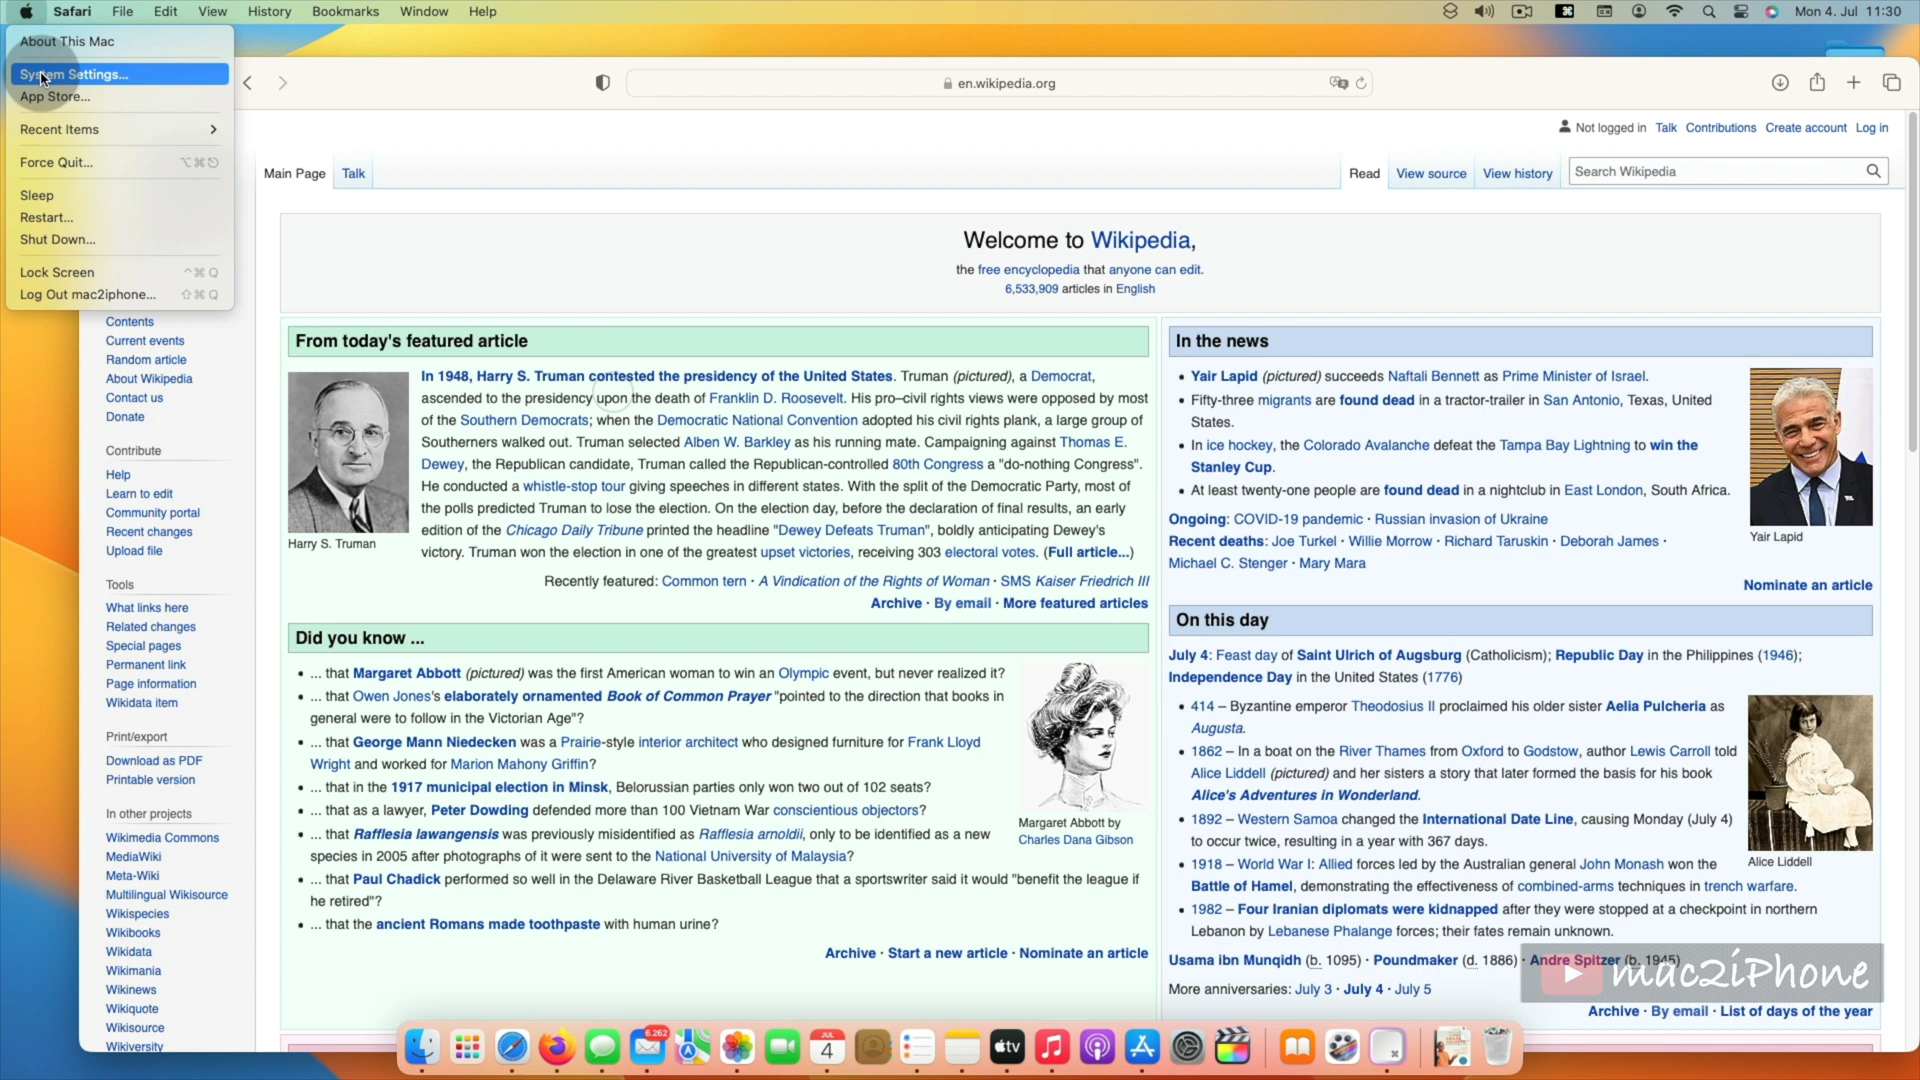 Safari File Edit View History Bookmarks Window Help
Mon 4. Jul 11:30
About This Mac
System Settings...
App Store...
Recent Items
Force Quit... ⌥⌘⎋
Sleep
Restart...
Shut Down...
Lock Screen ^⌘Q
Log Out mac2iphone... ⇧⌘Q
en.wikipedia.org
Not logged in Talk Contributions Create account Log in
Main Page Talk
Read View source View history Search Wikipedia
Welcome to Wikipedia,
the free encyclopedia that anyone can edit.
6,533,909 articles in English
Contents
Current events
Random article
About Wikipedia
Contact us
Donate
Contribute
Help
Learn to edit
Community portal
Recent changes
Upload file
Tools
What links here
Related changes
Special pages
Permanent link
Page information
Wikidata item
Print/export
Download as PDF
Printable version
In other projects
Wikimedia Commons
MediaWiki
Meta-Wiki
Multilingual Wikisource
Wikispecies
Wikibooks
Wikidata
Wikimania
Wikinews
Wikiquote
Wikisource
Wikiversity
From today's featured article
In 1948, Harry S. Truman contested the presidency of the United States. Truman (pictured), a Democrat,
ascended to the presidency upon the death of Franklin D. Roosevelt. His pro–civil rights views were opposed by most
of the Southern Democrats; when the Democratic National Convention adopted his civil rights plank, a large group of
Southerners walked out. Truman selected Alben W. Barkley as his running mate. Campaigning against Thomas E.
Dewey, the Republican candidate, Truman called the Republican-controlled 80th Congress a "do-nothing Congress".
He conducted a whistle-stop tour giving speeches in different states. With the split of the Democratic Party, most of
the polls predicted Truman to lose the election. On the election day, before the declaration of final results, an early
edition of the Chicago Daily Tribune printed the headline "Dewey Defeats Truman", boldly anticipating Dewey's
victory. Truman won the election in one of the greatest upset victories, receiving 303 electoral votes. (Full article...)
Harry S. Truman
Recently featured: Common tern · A Vindication of the Rights of Woman · SMS Kaiser Friedrich III
Archive · By email · More featured articles
Did you know ...
... that Margaret Abbott (pictured) was the first American woman to win an Olympic event, but never realized it?
... that Owen Jones's elaborately ornamented Book of Common Prayer "pointed to the direction that books in
general were to follow in the Victorian Age"?
... that George Mann Niedecken was a Prairie-style interior architect who designed furniture for Frank Lloyd
Wright and worked for Marion Mahony Griffin?
... that in the 1917 municipal election in Minsk, Belorussian parties only won two out of 102 seats?
... that as a lawyer, Peter Dowding defended more than 100 Vietnam War conscientious objectors?
... that Rafflesia lawangensis was previously misidentified as Rafflesia arnoldii, only to be identified as a new
species in 2005 after photographs of it were sent to the National University of Malaysia?
... that Paul Chadick performed so well in the Delaware River Basketball League that a sportswriter said it would "benefit the league if
he retired"?
... that the ancient Romans made toothpaste with human urine?
Margaret Abbott by
Charles Dana Gibson
Archive · Start a new article · Nominate an article
In the news
Yair Lapid (pictured) succeeds Naftali Bennett as Prime Minister of Israel.
Fifty-three migrants are found dead in a tractor-trailer in San Antonio, Texas, United
States.
In ice hockey, the Colorado Avalanche defeat the Tampa Bay Lightning to win the
Stanley Cup.
At least twenty-one people are found dead in a nightclub in East London, South Africa.
Yair Lapid
Ongoing: COVID-19 pandemic · Russian invasion of Ukraine
Recent deaths: Joe Turkel · Willie Morrow · Richard Taruskin · Deborah James ·
Michael C. Stenger · Mary Mara
Nominate an article
On this day
July 4: Feast day of Saint Ulrich of Augsburg (Catholicism); Republic Day in the Philippines (1946);
Independence Day in the United States (1776)
414 – Byzantine emperor Theodosius II proclaimed his older sister Aelia Pulcheria as
Augusta.
1862 – In a boat on the River Thames from Oxford to Godstow, author Lewis Carroll told
Alice Liddell (pictured) and her sisters a story that later formed the basis for his book
Alice's Adventures in Wonderland.
1892 – Western Samoa changed the International Date Line, causing Monday (July 4)
to occur twice, resulting in a year with 367 days.
1918 – World War I: Allied forces led by the Australian general John Monash won the
Battle of Hamel, demonstrating the effectiveness of combined-arms techniques in trench warfare.
1982 – Four Iranian diplomats were kidnapped after they were stopped at a checkpoint in northern
Lebanon by Lebanese Phalange forces; their fates remain unknown.
Alice Liddell
Usama ibn Munqidh (b. 1095) · Poundmaker (d. 1886) · Andre Spitzer (b. 1945)
More anniversaries: July 3 · July 4 · July 5
Archive · By email · List of days of the year
mac2iPhone
6.262
JUL
4
tv